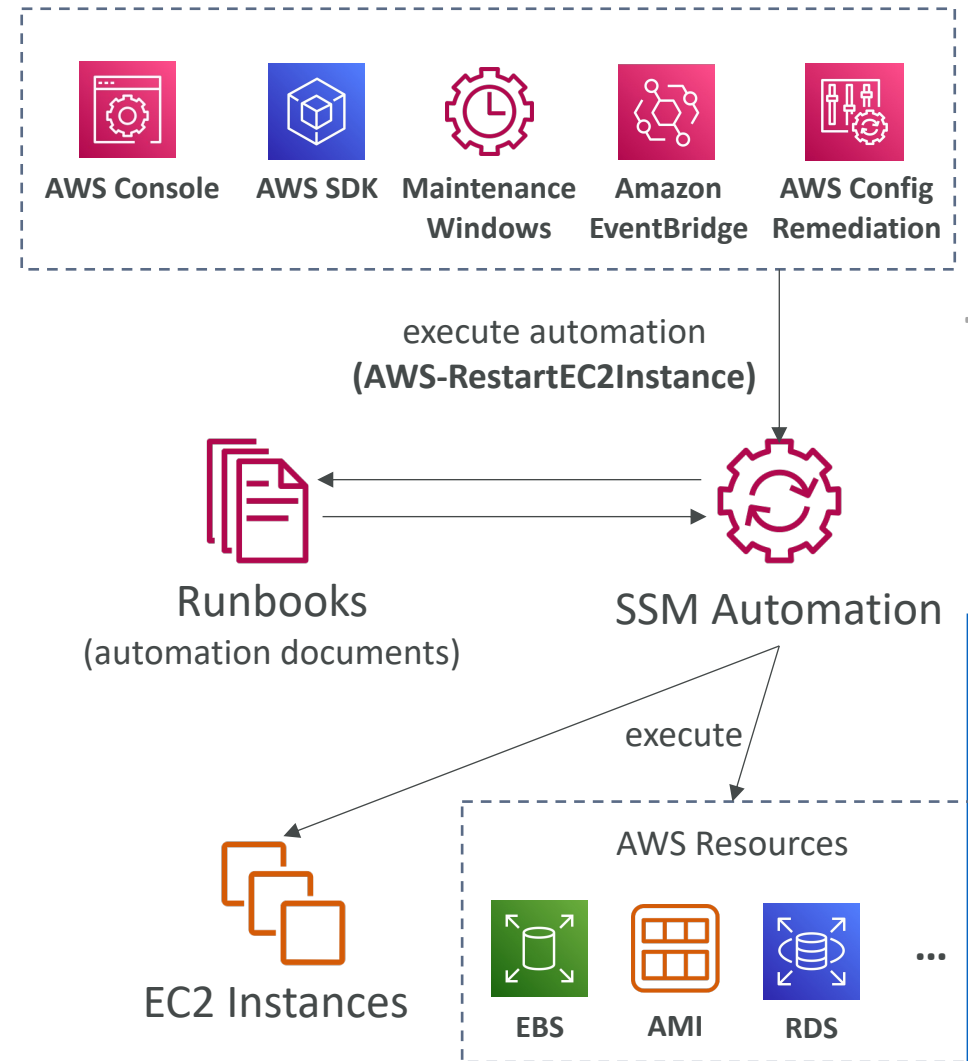 AWS Console
AWS SDK
Maintenance
Windows
Amazon
EventBridge
AWS Config
Remediation
execute automation
(AWS-RestartEC2Instance)
Runbooks
(automation documents)
SSM Automation
execute
EC2 Instances
AWS Resources
EBS
AMI
RDS
...